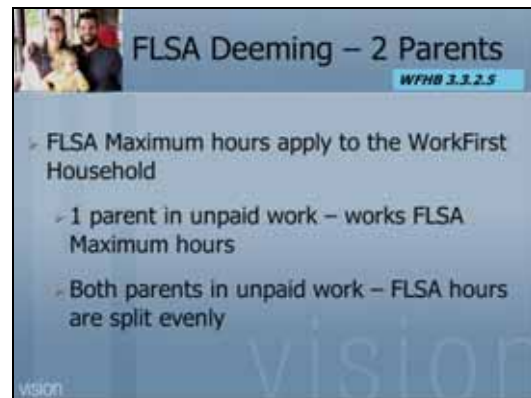 FLSA Deeming – 2 Parents
WFHB 3.3.2.5
FLSA Maximum hours apply to the WorkFirst
Household
1 parent in unpaid work – works FLSA
Maximum hours
Both parents in unpaid work – FLSA hours
are split evenly
vision
vision